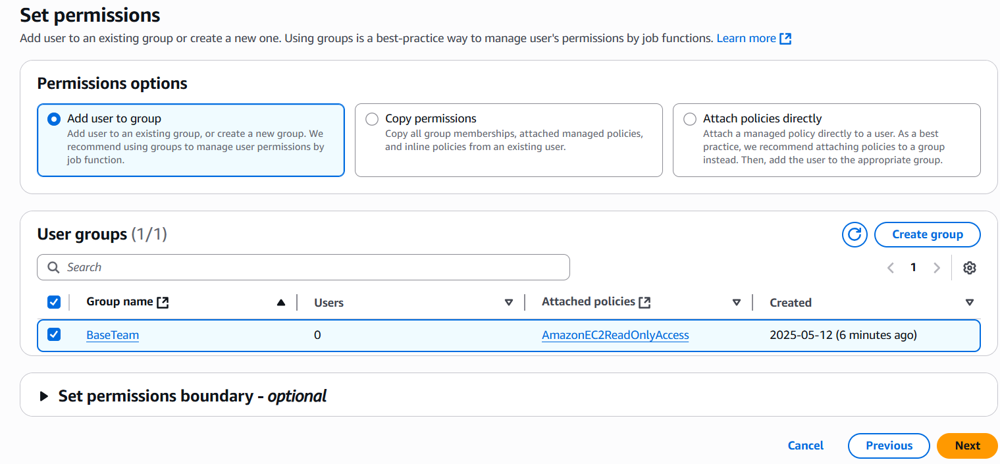 Set permissions
Add user to an existing group or create a new one. Using groups is a best-practice way to manage user's permissions by job functions. Learn more
Permissions options
Add user to group
Add user to an existing group, or create a new group. We
recommend using groups to manage user permissions by
job function.
Copy permissions
Copy all group memberships, attached managed policies,
and inline policies from an existing user.
Attach policies directly
Attach a managed policy directly to a user. As a best
practice, we recommend attaching policies to a group
instead. Then, add the user to the appropriate group.
User groups (1/1)
Create group
Search
1
Group name Users Attached policies Created
BaseTeam 0 AmazonEC2ReadOnlyAccess 2025-05-12 (6 minutes ago)
Set permissions boundary - optional
Cancel Previous Next